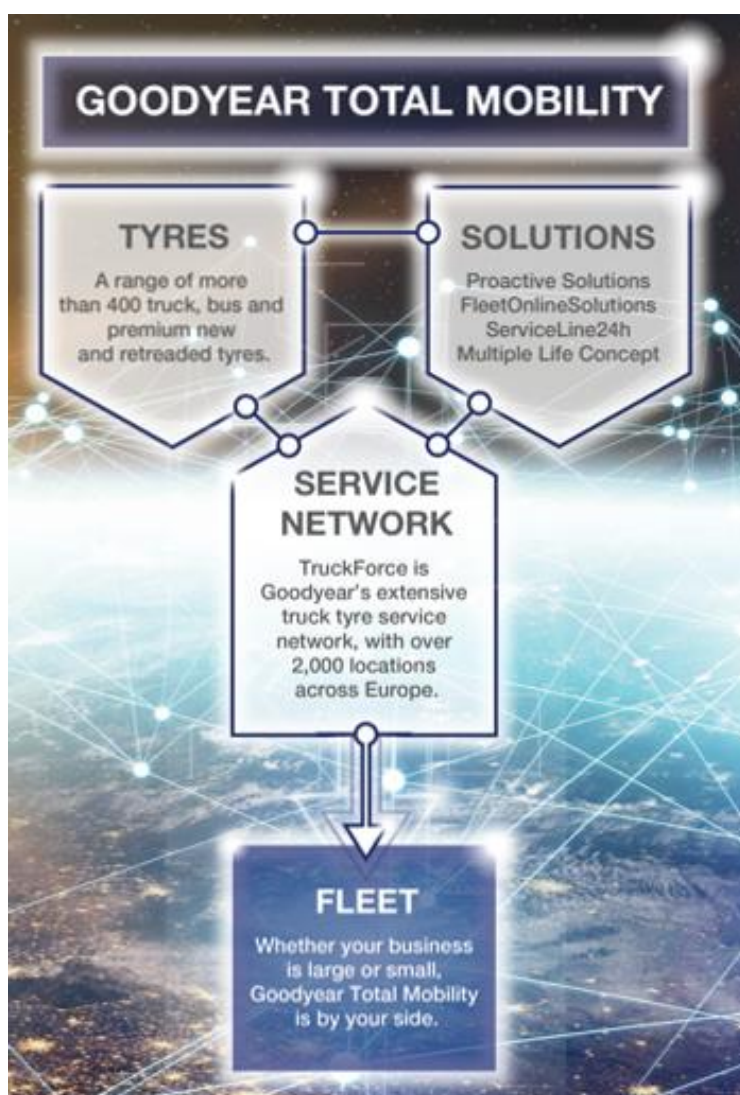 GOODYEAR TOTAL MOBILITY
TYRES
A range of more
than 400 truck, bus and
premium new
and retreaded tyres.
SOLUTIONS
Proactive Solutions
FleetOnlineSolutions
ServiceLine24h
Multiple Life Concept
SERVICE
NETWORK
TruckForce is
Goodyear's extensive
truck tyre service
network, with over
2,000 locations
across Europe.
FLEET
Whether your business
is large or small,
Goodyear Total Mobility
is by your side.